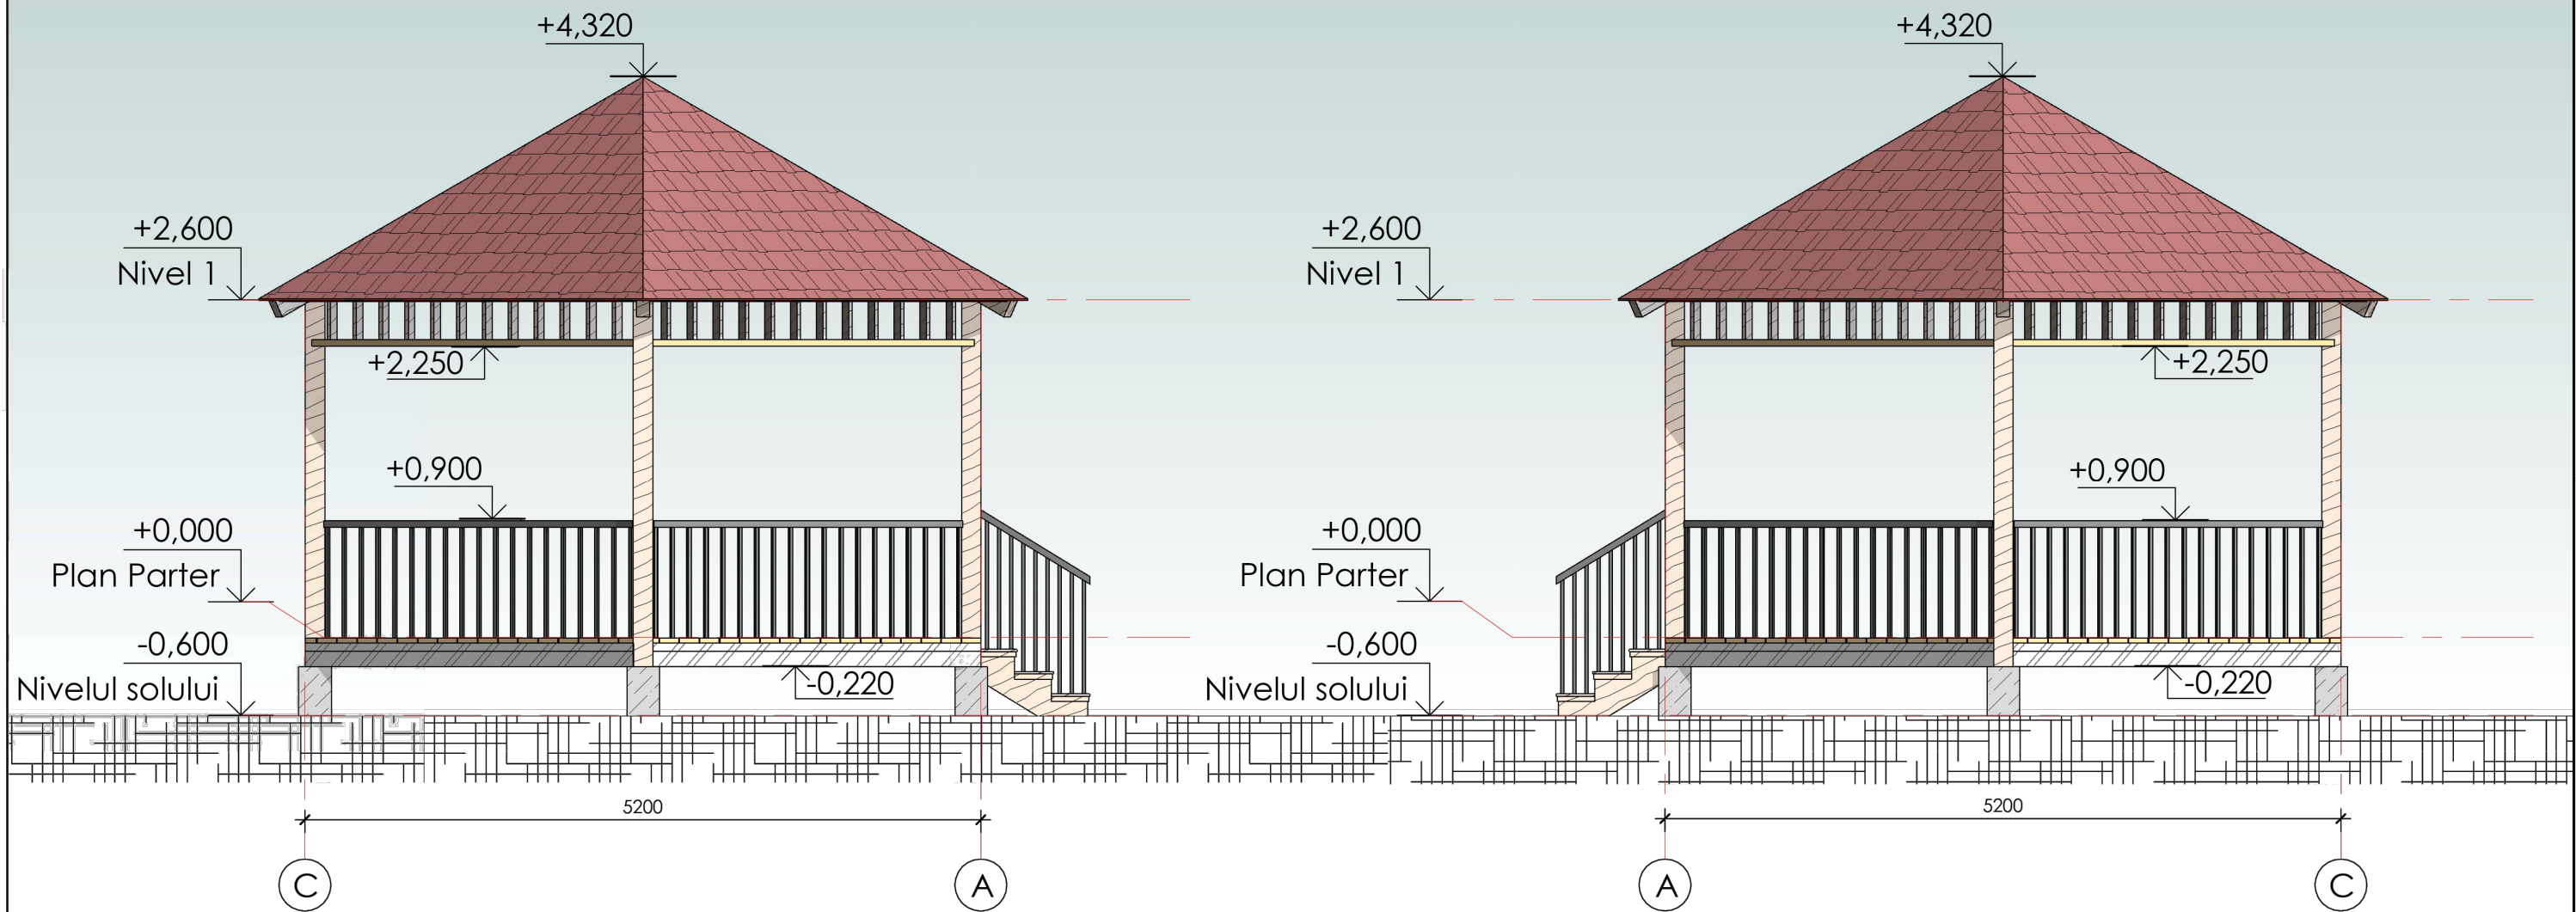 +4,320
+2,600
Nivel 1
+2,250
+0,900
+0,000
Plan Parter
-0,600
Nivelul solului
-0,220
5200
C
A
+4,320
+2,600
Nivel 1
+2,250
+0,900
+0,000
Plan Parter
-0,600
Nivelul solului
-0,220
5200
A
C